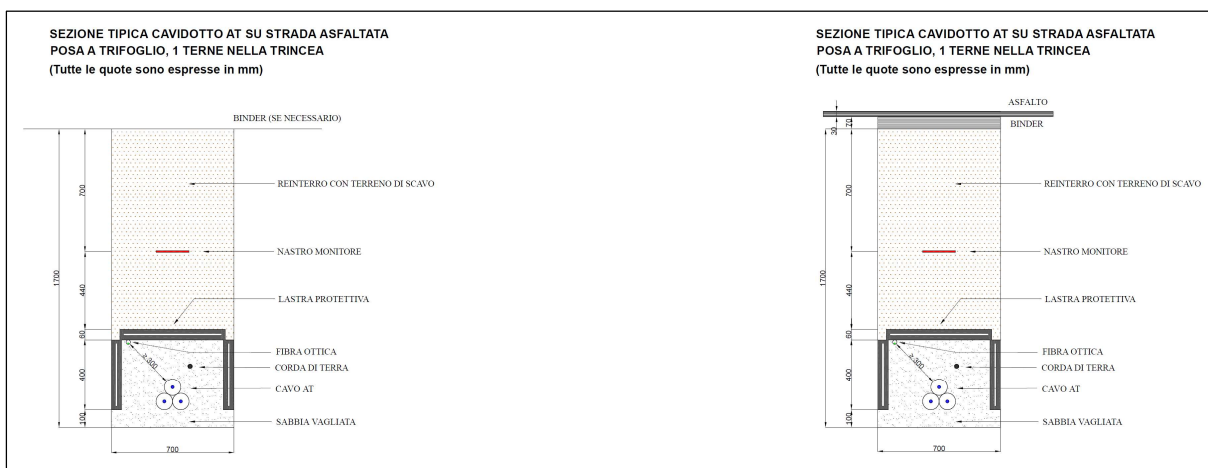 SEZIONE TIPICA CAVIDOTTO AT SU STRADA ASFALTATA
POSA A TRIFOGLIO, 1 TERNE NELLA TRINCEA
(Tutte le quote sono espresse in mm)
BINDER (SE NECESSARIO)
700
REINTERRO CON TERRENO DI SCAVO
NASTRO MONITORE
1700
440
LASTRA PROTETTIVA
60
FIBRA OTTICA
≥ 300
CORDA DI TERRA
400
CAVO AT
100
SABBIA VAGLIATA
700
SEZIONE TIPICA CAVIDOTTO AT SU STRADA ASFALTATA
POSA A TRIFOGLIO, 1 TERNE NELLA TRINCEA
(Tutte le quote sono espresse in mm)
ASFALTO
30
70
BINDER
700
REINTERRO CON TERRENO DI SCAVO
NASTRO MONITORE
1700
440
LASTRA PROTETTIVA
60
FIBRA OTTICA
≥ 300
CORDA DI TERRA
400
CAVO AT
100
SABBIA VAGLIATA
700